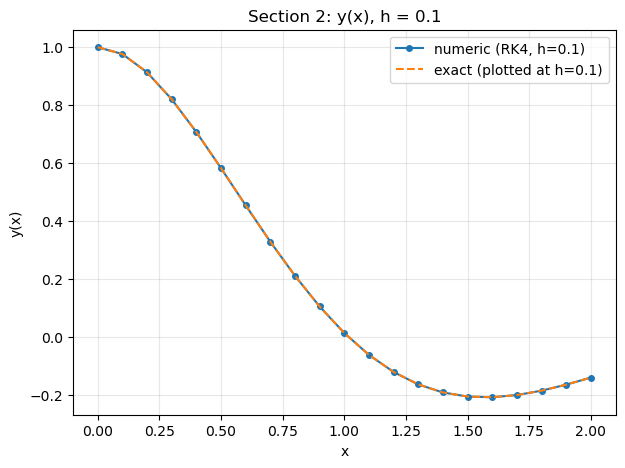 Section 2: y(x), h = 0.1
numeric (RK4, h=0.1)
exact (plotted at h=0.1)
y(x)
1.0
0.8
0.6
0.4
0.2
0.0
−0.2
0.00 0.25 0.50 0.75 1.00 1.25 1.50 1.75 2.00
x